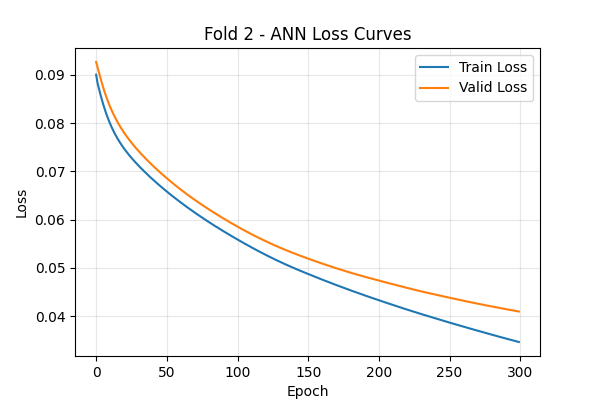 Fold 2 - ANN Loss Curves
Train Loss
Valid Loss
0.09
0.08
0.07
0.06
0.05
0.04
Loss
0 50 100 150 200 250 300
Epoch